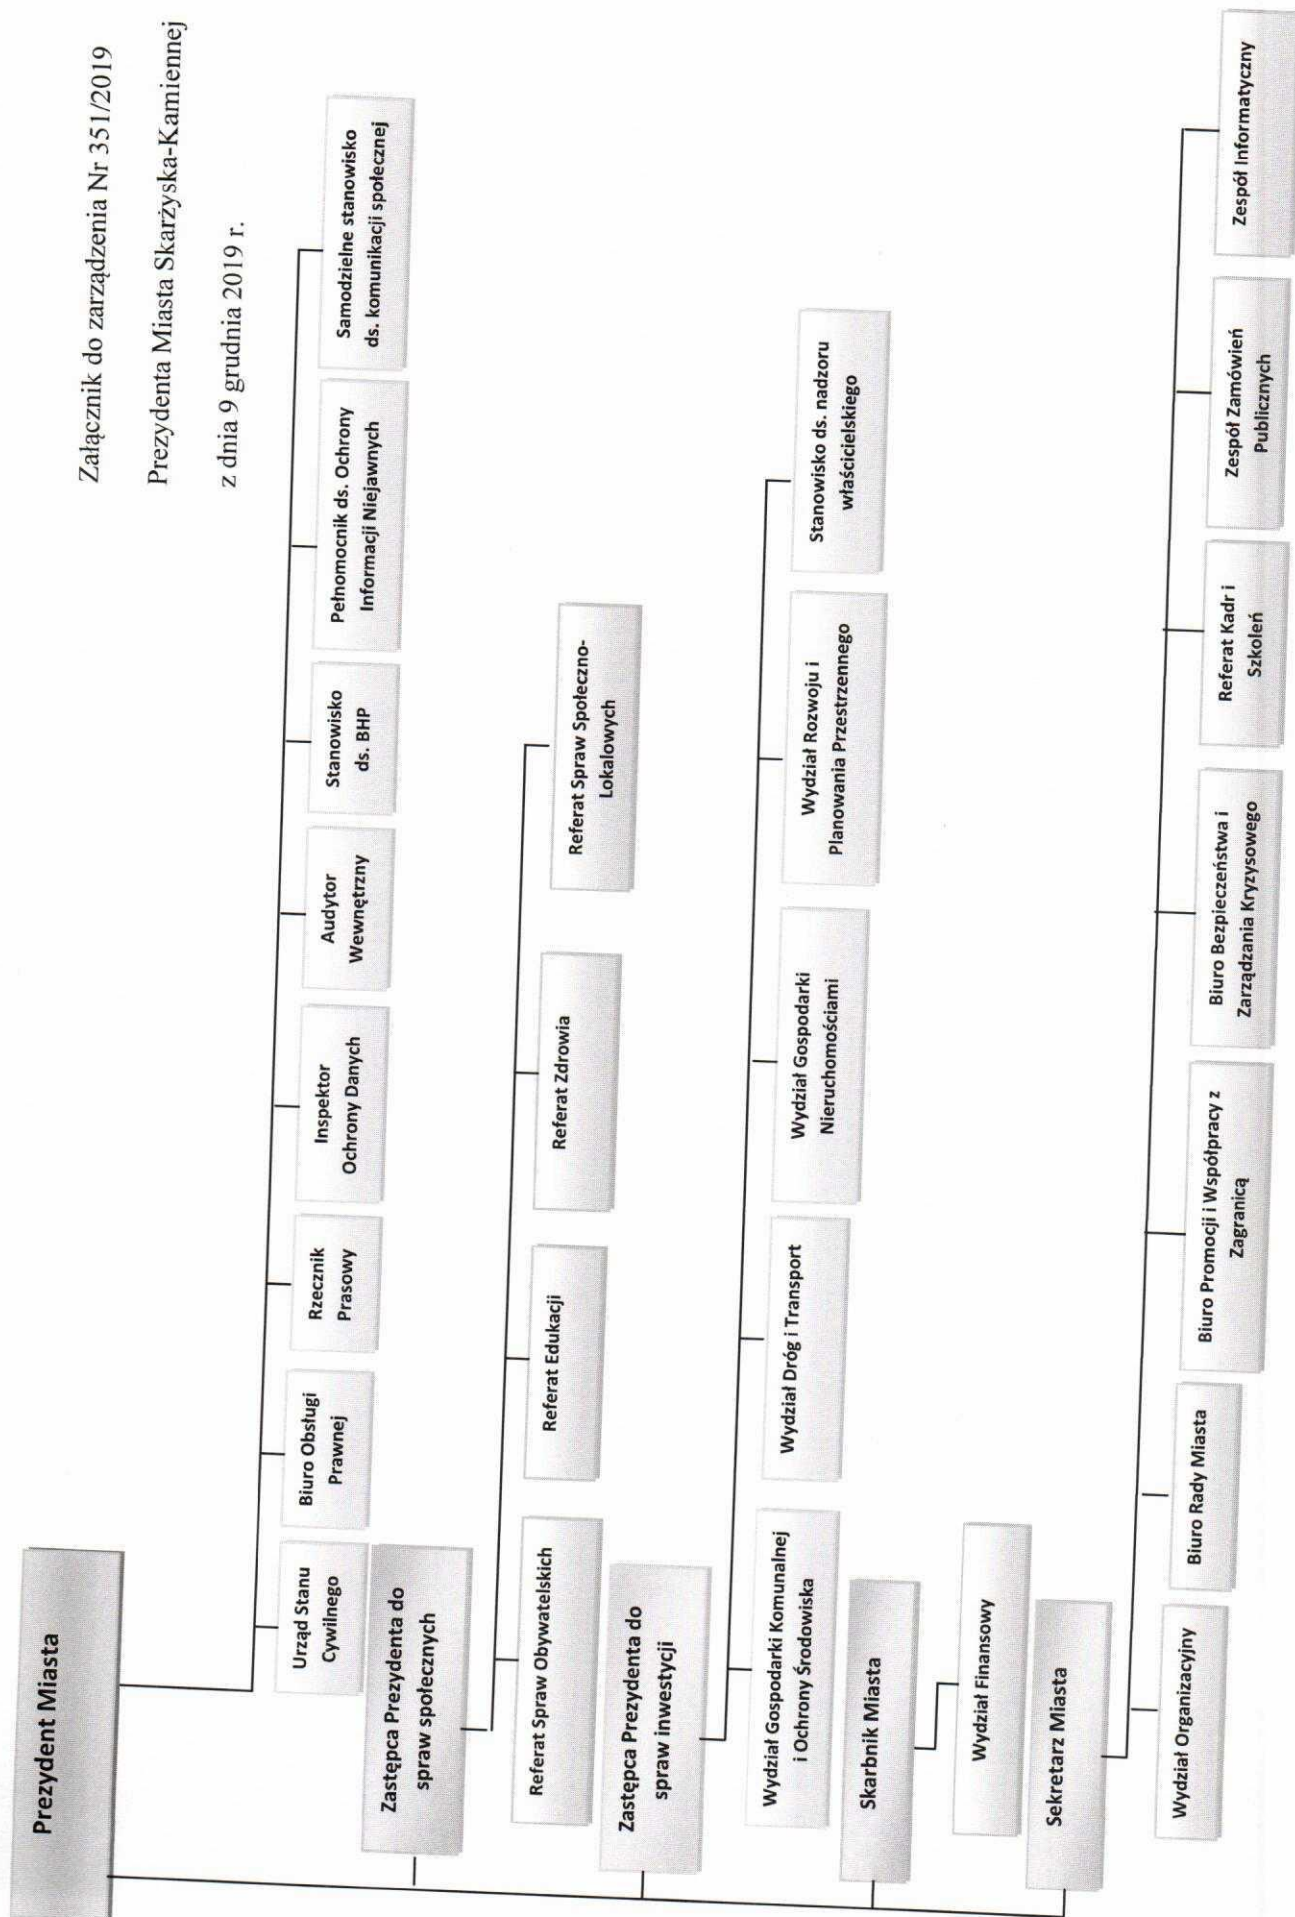 Załącznik do zarządzenia Nr 351/2019
Prezydenta Miasta Skarżyska-Kamiennej
z dnia 9 grudnia 2019 r.
Prezydent Miasta
Urząd Stanu
Cywilnego
Biuro Obsługi
Prawnej
Rzecznik
Prasowy
Inspektor
Ochrony Danych
Audytor
Wewnętrzny
Stanowisko
ds. BHP
Pełnomocnik ds. Ochrony
Informacji Niejawnych
Samodzielne stanowisko
ds. komunikacji społecznej
Zastępca Prezydenta do
spraw społecznych
Referat Spraw Obywatelskich
Referat Edukacji
Referat Zdrowia
Referat Spraw Społeczno-
Lokalowych
Zastępca Prezydenta do
spraw inwestycji
Wydział Gospodarki Komunalnej
i Ochrony Środowiska
Wydział Dróg i Transport
Wydział Gospodarki
Nieruchomościami
Wydział Rozwoju i
Planowania Przestrzennego
Stanowisko ds. nadzoru
właścicielskiego
Skarbnik Miasta
Wydział Finansowy
Sekretarz Miasta
Wydział Organizacyjny
Biuro Rady Miasta
Biuro Promocji i Współpracy z
Zagranicą
Biuro Bezpieczeństwa i
Zarządzania Kryzysowego
Referat Kadr i
Szkoleń
Zespół Zamówień
Publicznych
Zespół Informatyczny